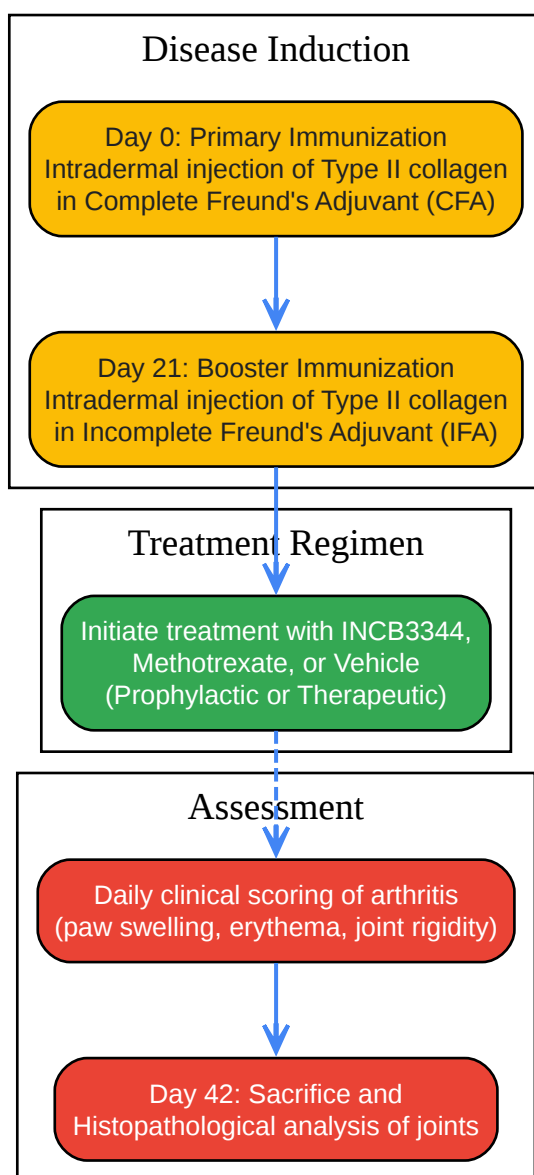 Disease Induction
Day 0: Primary Immunization
Intradermal injection of Type II collagen
in Complete Freund's Adjuvant (CFA)
Day 21: Booster Immunization
Intradermal injection of Type II collagen
in Incomplete Freund's Adjuvant (IFA)
Treatment Regimen
Initiate treatment with INCB3344,
Methotrexate, or Vehicle
(Prophylactic or Therapeutic)
Assessment
Daily clinical scoring of arthritis
(paw swelling, erythema, joint rigidity)
Day 42: Sacrifice and
Histopathological analysis of joints